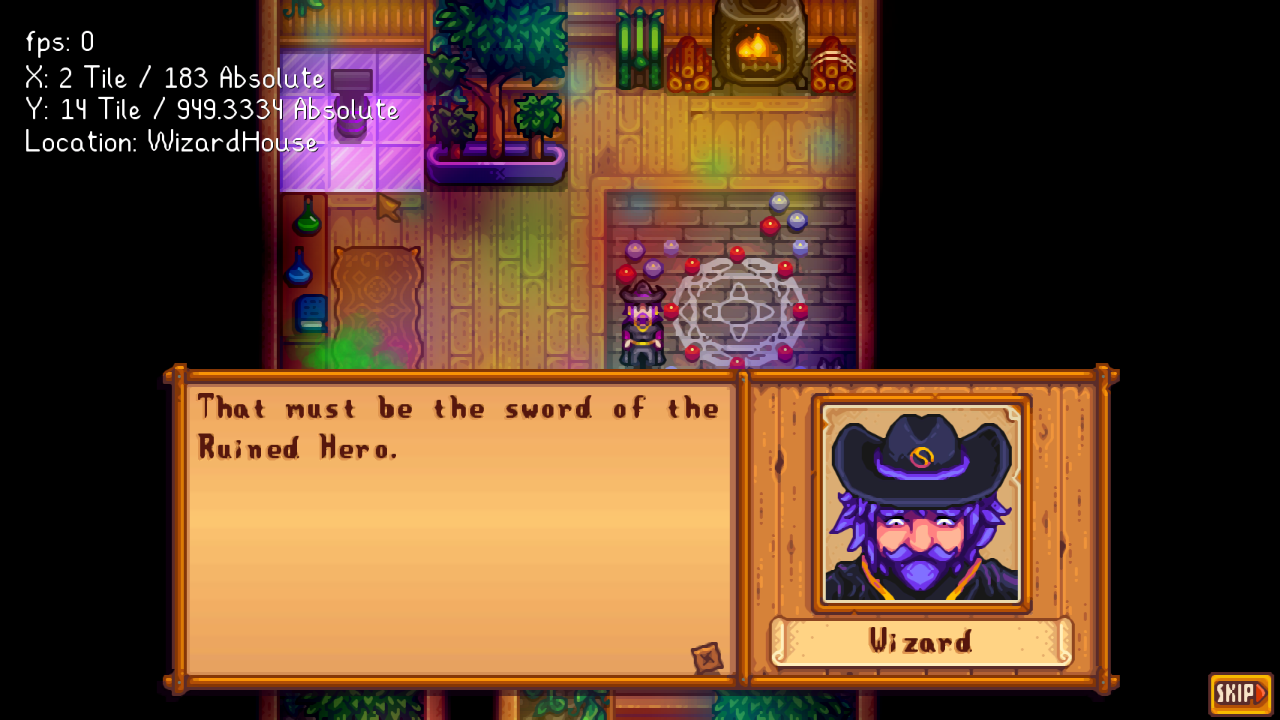 fps: 0
X: 2 Tile / 183 Absolute
Y: 14 Tile / 949.3334 Absolute
Location: WizardHouse
That must be the sword of the
Ruined Hero.
Wizard
SKIP